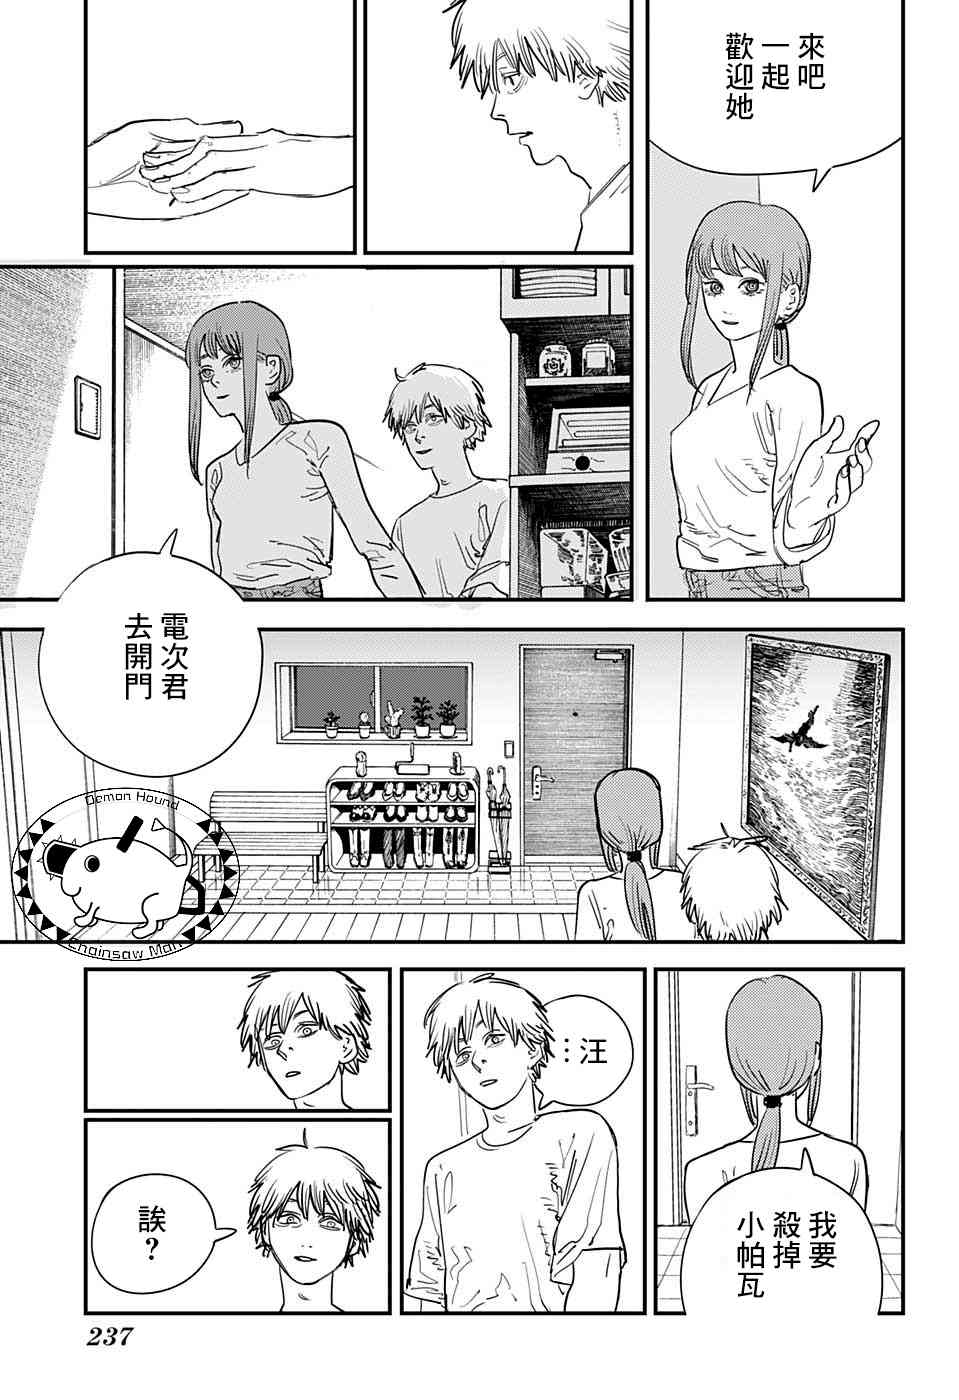 來吧
一起
歡迎她
電次君
去開門
Demon Hound
Chainsaw Man
我要
殺掉
小帕瓦
汪
…
誒?
237